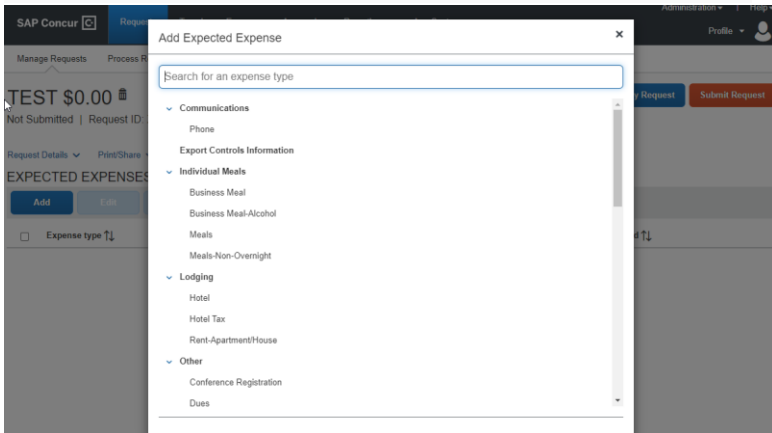 Administration | Help
SAP Concur C
Reque
Profile
Add Expected Expense
×
Manage Requests
Process R
Search for an expense type
TEST $0.00
Request
Submit Request
Not Submitted | Request ID:
Communications
Phone
Export Controls Information
Request Details
Print/Share
Individual Meals
EXPECTED EXPENSES
Business Meal
Add
Edit
Business Meal-Alcohol
Expense type
Meals
Meals-Non-Overnight
Lodging
Hotel
Hotel Tax
Rent-Apartment/House
Other
Conference Registration
Dues